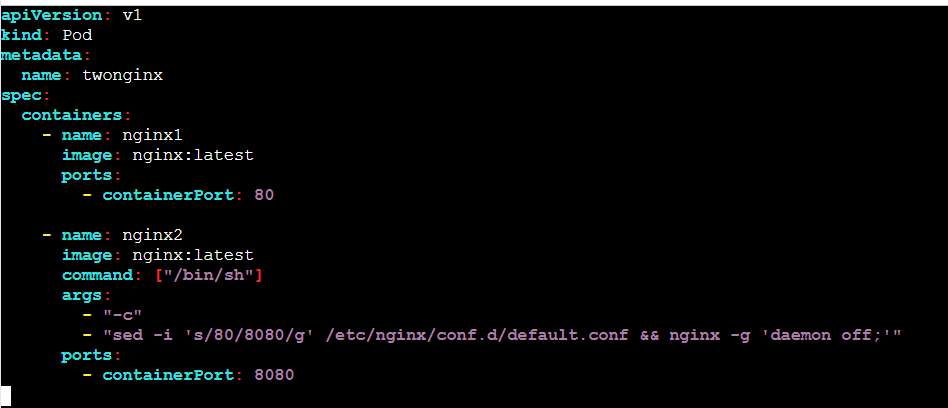 apiVersion: v1
kind: Pod
metadata:
  name: twonginx
spec:
  containers:
    - name: nginx1
      image: nginx:latest
      ports:
        - containerPort: 80

    - name: nginx2
      image: nginx:latest
      command: ["/bin/sh"]
      args:
        - "-c"
        - "sed -i 's/80/8080/g' /etc/nginx/conf.d/default.conf && nginx -g 'daemon off;'"
      ports:
        - containerPort: 8080